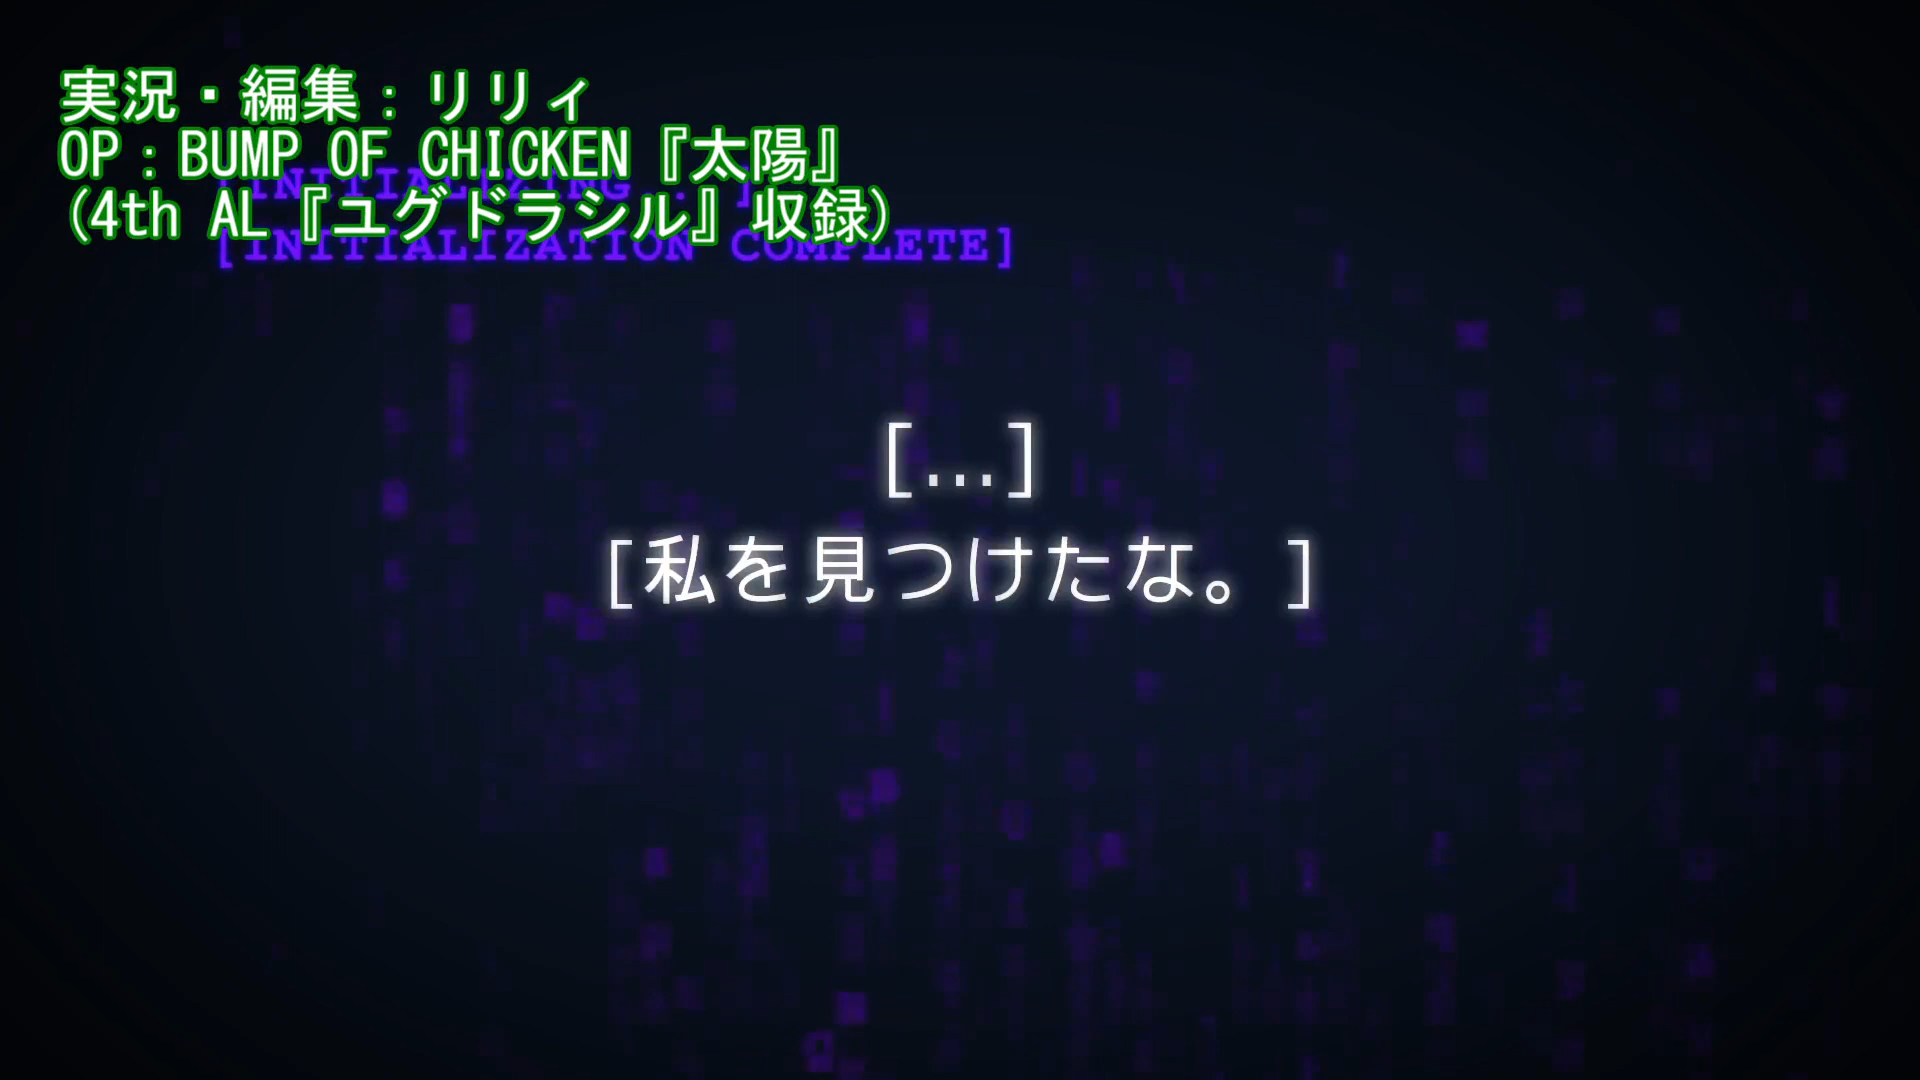 実況・編集：リリィ
OP：BUMP OF CHICKEN『太陽』
[INITIALIZING...]
(4th AL『ユグドラシル』収録)
[INITIALIZATION COMPLETE]
[...]
[私を見つけたな。]